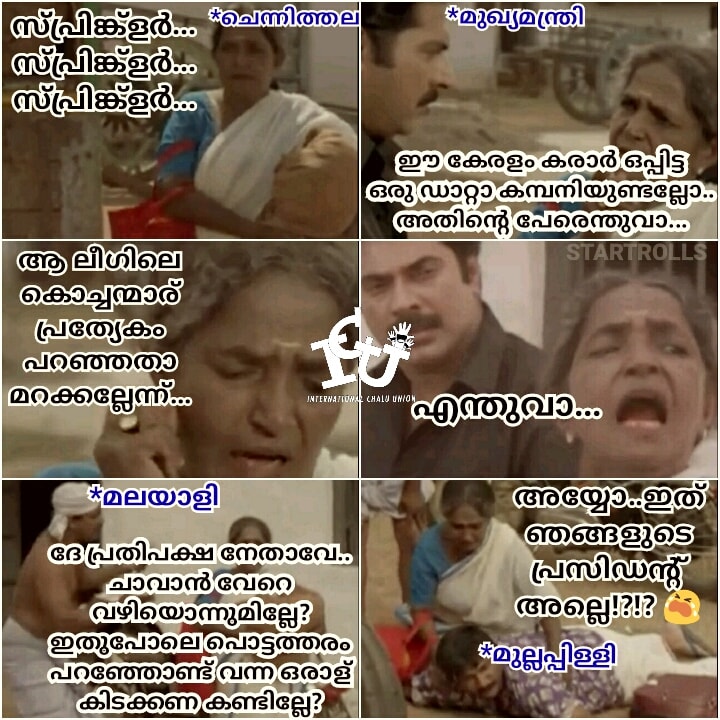 *ചെന്നിത്തല
സ്പ്രിങ്ക്ളർ...
സ്പ്രിങ്ക്ളർ...
സ്പ്രിങ്ക്ളർ...
*മുഖ്യമന്ത്രി
ഈ കേരളം കരാർ ഒപ്പിട്ട
ഒരു ഡാറ്റാ കമ്പനിയുണ്ടല്ലോ..
അതിന്റെ പേരെന്തുവാ...
ആ ലീഗിലെ
കൊച്ചന്മാര്
പ്രത്യേകം
പറഞ്ഞതാ
മറക്കല്ലേന്ന്...
STARTROLLS
എന്തുവാ...
ICU
INTERNATIONAL CHALU UNION
*മലയാളി
ദേ പ്രതിപക്ഷ നേതാവേ..
ചാവാൻ വേറെ
വഴിയൊന്നുമില്ലേ?
ഇതുപോലെ പൊട്ടത്തരം
പറഞ്ഞോണ്ട് വന്ന ഒരാള്
കിടക്കണ കണ്ടില്ലേ?
അയ്യോ..ഇത്
ഞങ്ങളുടെ
പ്രസിഡന്റ്
അല്ലെ!?!? 😭
*മുല്ലപ്പിള്ളി